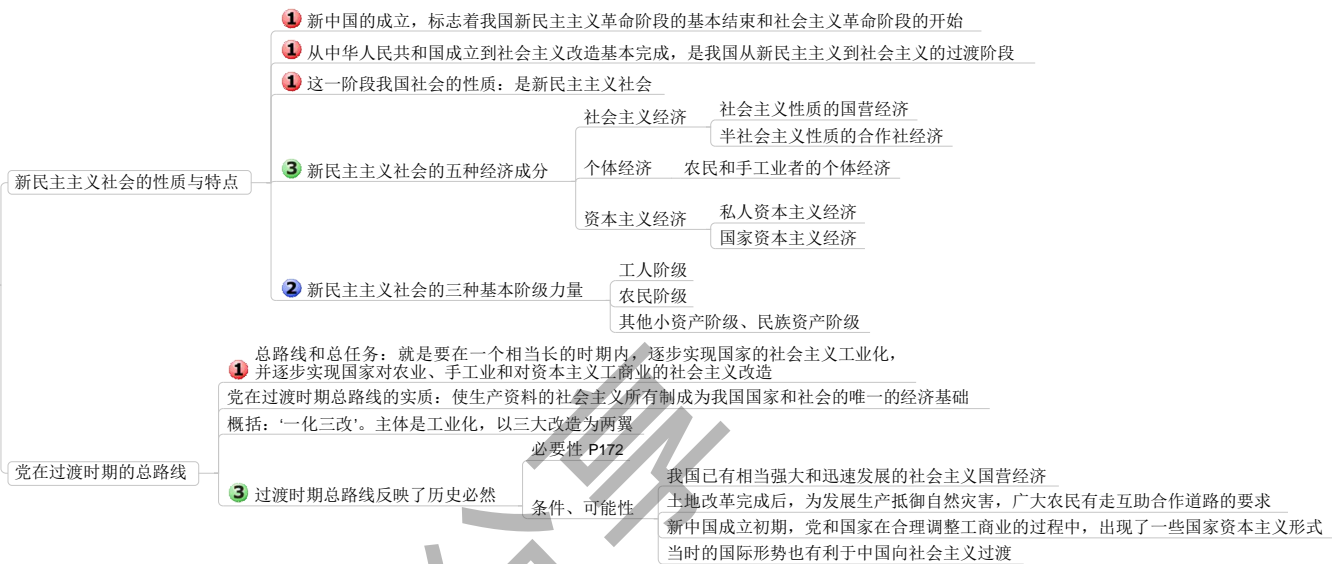 新民主主义社会的性质与特点
1 新中国的成立，标志着我国新民主主义革命阶段的基本结束和社会主义革命阶段的开始
1 从中华人民共和国成立到社会主义改造基本完成，是我国从新民主主义到社会主义的过渡阶段
1 这一阶段我国社会的性质：是新民主主义社会
3 新民主主义社会的五种经济成分
社会主义经济
社会主义性质的国营经济
半社会主义性质的合作社经济
个体经济
农民和手工业者的个体经济
资本主义经济
私人资本主义经济
国家资本主义经济
2 新民主主义社会的三种基本阶级力量
工人阶级
农民阶级
其他小资产阶级、民族资产阶级
党在过渡时期的总路线
1 总路线和总任务：就是要在一个相当长的时期内，逐步实现国家的社会主义工业化，
并逐步实现国家对农业、手工业和对资本主义工商业的社会主义改造
党在过渡时期总路线的实质：使生产资料的社会主义所有制成为我国国家和社会的唯一的经济基础
概括：‘一化三改’。主体是工业化，以三大改造为两翼
3 过渡时期总路线反映了历史必然
必要性 P172
条件、可能性
我国已有相当强大和迅速发展的社会主义国营经济
土地改革完成后，为发展生产抵御自然灾害，广大农民有走互助合作道路的要求
新中国成立初期，党和国家在合理调整工商业的过程中，出现了一些国家资本主义形式
当时的国际形势也有利于中国向社会主义过渡